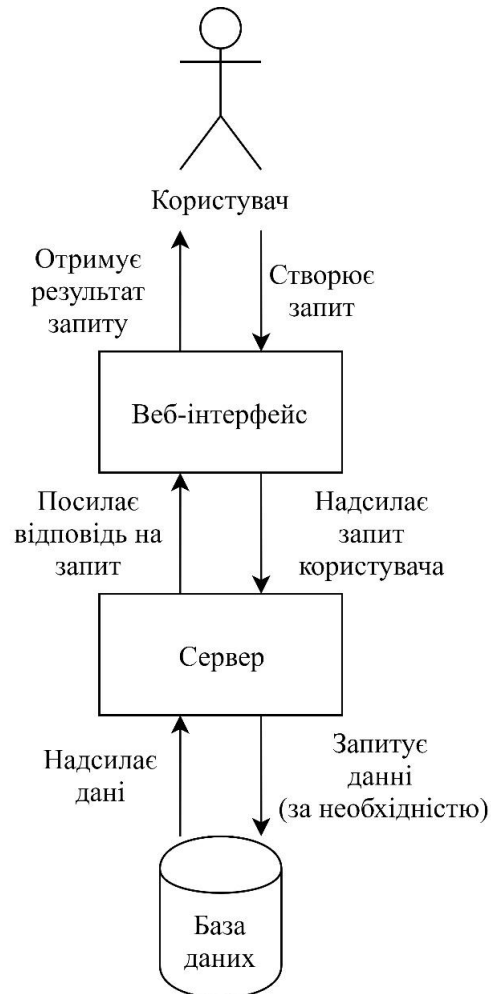 Користувач
Отримує
результат
запиту
Створює
запит
Веб-інтерфейс
Посилає
відповідь на
запит
Надсилає
запит
користувача
Сервер
Надсилає
дані
Запитує
данні
(за необхідністю)
База
даних